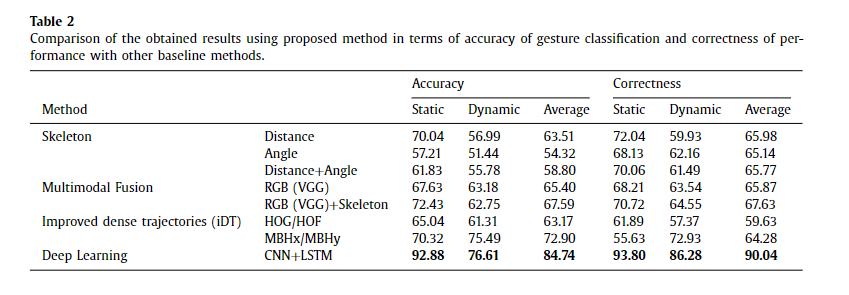 Table 2
Comparison of the obtained results using proposed method in terms of accuracy of gesture classification and correctness of per-
formance with other baseline methods.
Accuracy Correctness
Method Static Dynamic Average Static Dynamic Average
Skeleton Distance 70.04 56.99 63.51 72.04 59.93 65.98
Angle 57.21 51.44 54.32 68.13 62.16 65.14
Distance+Angle 61.83 55.78 58.80 70.06 61.49 65.77
Multimodal Fusion RGB (VGG) 67.63 63.18 65.40 68.21 63.54 65.87
RGB (VGG)+Skeleton 72.43 62.75 67.59 70.72 64.55 67.63
Improved dense trajectories (iDT) HOG/HOF 65.04 61.31 63.17 61.89 57.37 59.63
MBHx/MBHy 70.32 75.49 72.90 55.63 72.93 64.28
Deep Learning CNN+LSTM 92.88 76.61 84.74 93.80 86.28 90.04